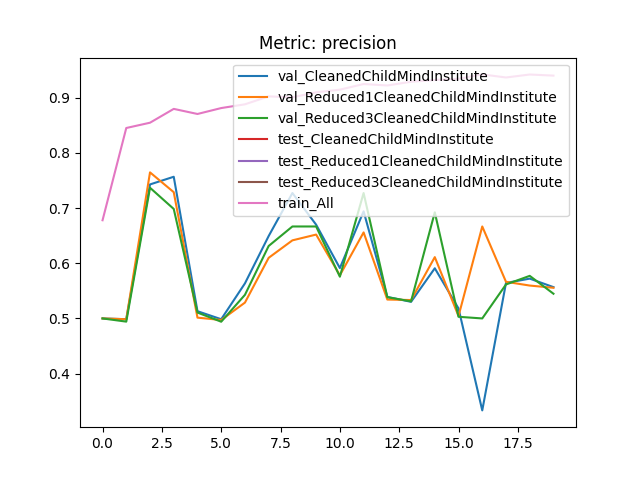 Metric: precision
val_CleanedChildMindInstitute
val_Reduced1CleanedChildMindInstitute
val_Reduced3CleanedChildMindInstitute
test_CleanedChildMindInstitute
test_Reduced1CleanedChildMindInstitute
test_Reduced3CleanedChildMindInstitute
train_All
0.9
0.8
0.7
0.6
0.5
0.4
0.0 2.5 5.0 7.5 10.0 12.5 15.0 17.5